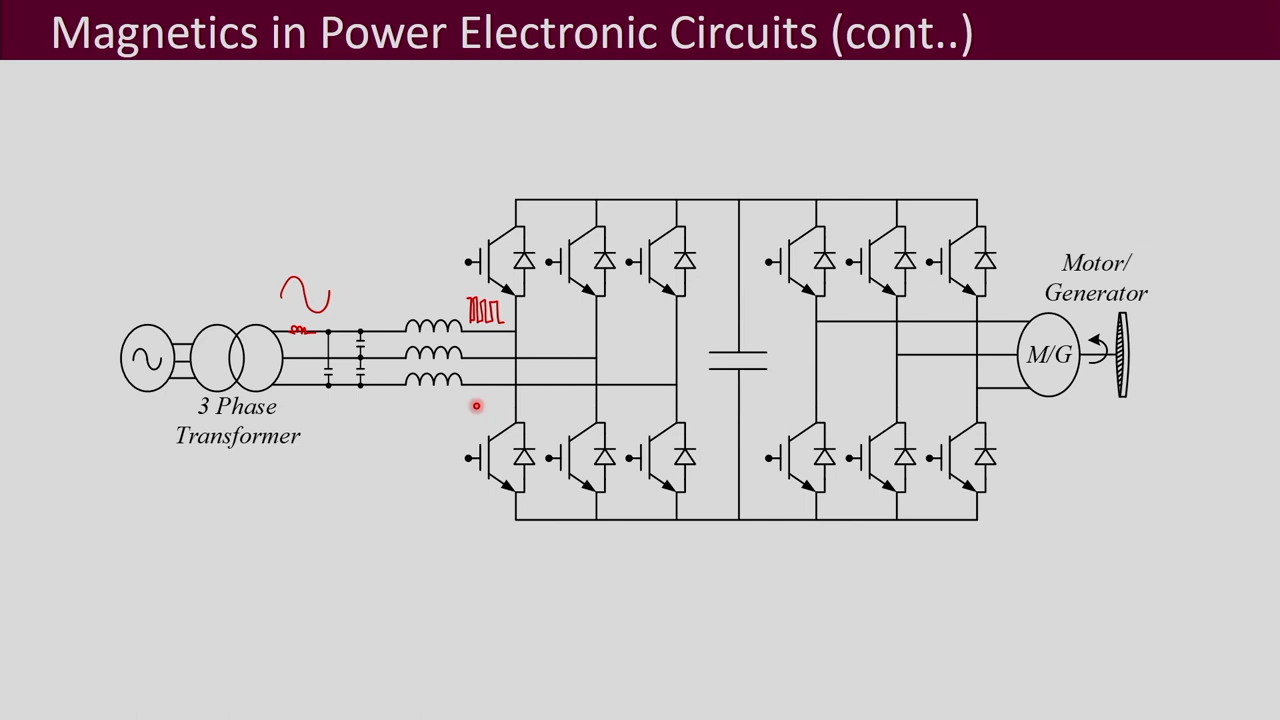 Magnetics in Power Electronic Circuits (cont..)
Motor/
Generator
M/G
3 Phase
Transformer